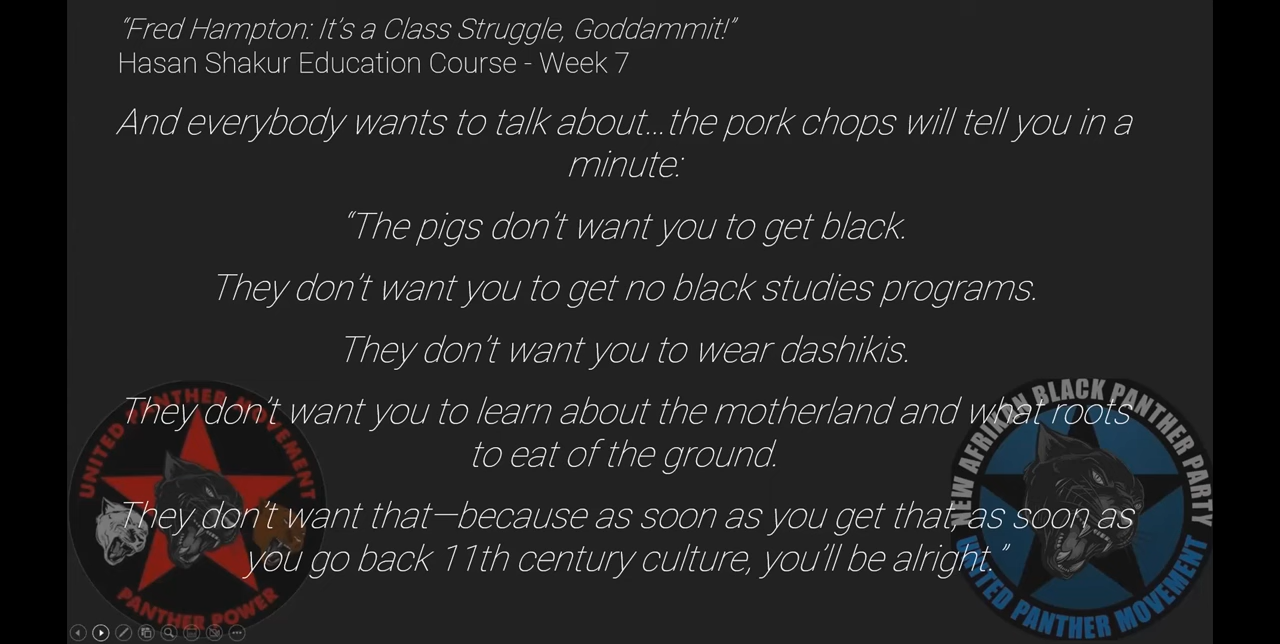 “Fred Hampton: It’s a Class Struggle, Goddammit!”
Hasan Shakur Education Course - Week 7
And everybody wants to talk about...the pork chops will tell you in a
minute:
“The pigs don’t want you to get black.
They don’t want you to get no black studies programs.
They don’t want you to wear dashikis.
They don’t want you to learn about the motherland and what roots
to eat of the ground.
They don’t want that—because as soon as you get that, as soon as
you go back 11th century culture, you’ll be alright.”
UNITED PANTHER MOVEMENT
PANTHER POWER
NEW AFRIKAN BLACK PANTHER PARTY
UNITED PANTHER MOVEMENT